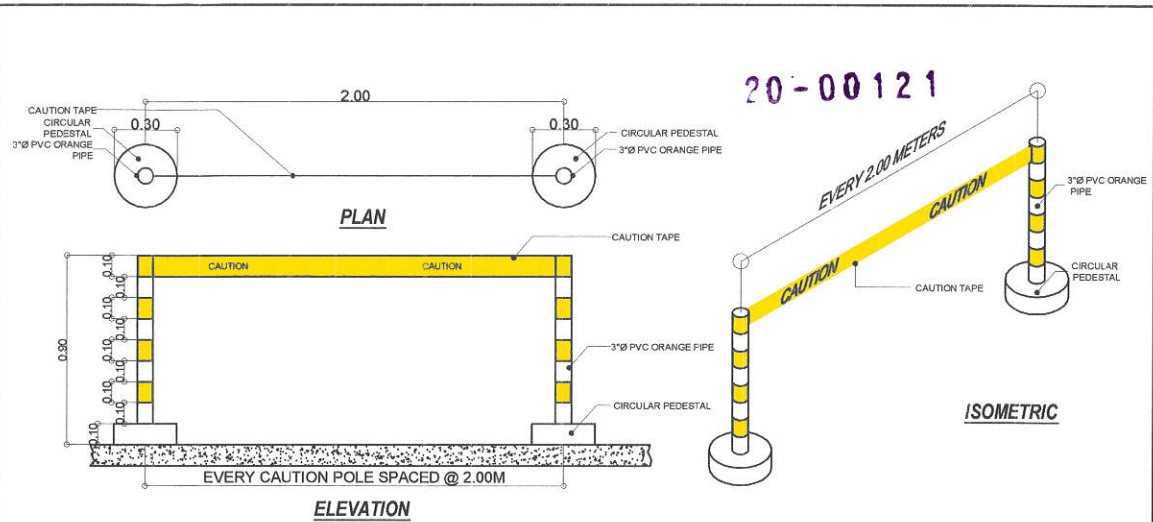 20-00121
2.00
CAUTION TAPE
CIRCULAR
PEDESTAL
3"Ø PVC ORANGE
PIPE
0.30
0.30
CIRCULAR PEDESTAL
3"Ø PVC ORANGE PIPE
PLAN
CAUTION TAPE
CAUTION
CAUTION
0.90
0.10
0.10
0.10
0.10
0.10
0.10
0.10
0.10
0.10
3"Ø PVC ORANGE PIPE
CIRCULAR PEDESTAL
EVERY CAUTION POLE SPACED @ 2.00M
ELEVATION
EVERY 2.00 METERS
CAUTION
CAUTION
3"Ø PVC ORANGE
PIPE
CAUTION TAPE
CIRCULAR
PEDESTAL
ISOMETRIC